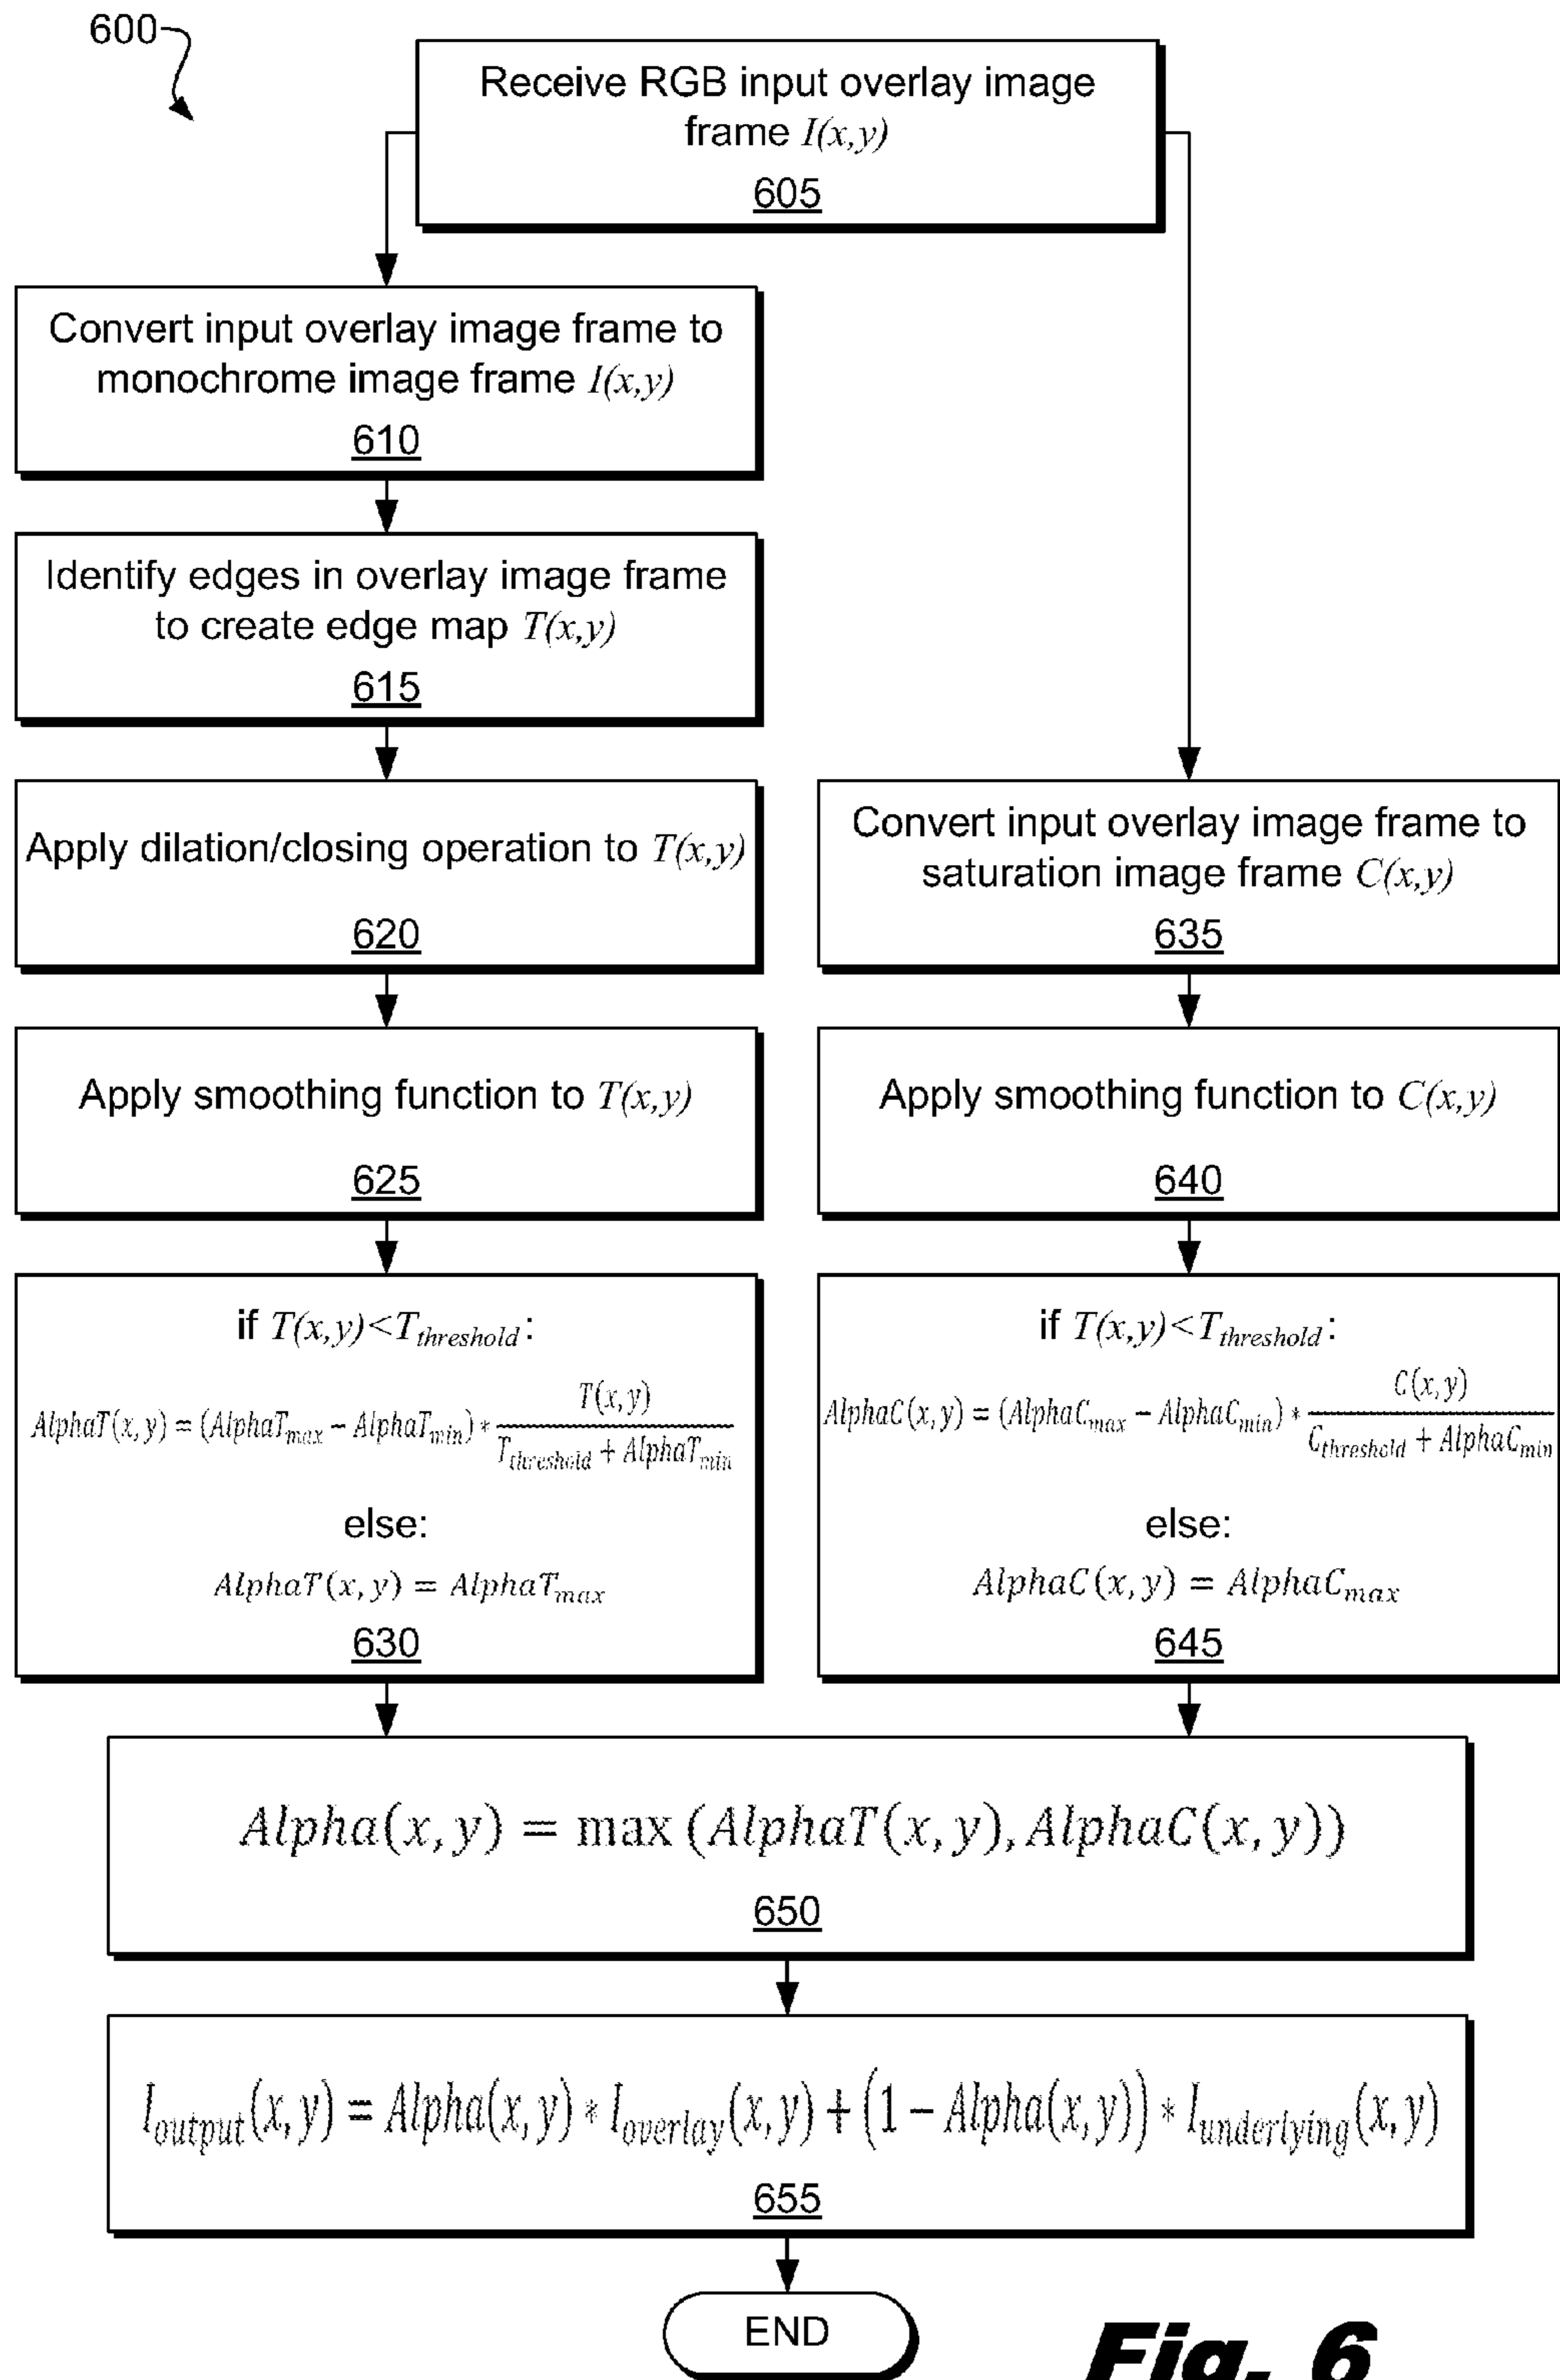 600
Receive RGB input overlay image
frame I(x,y)
605
Convert input overlay image frame to
monochrome image frame I(x,y)
610
Identify edges in overlay image frame
to create edge map T(x,y)
615
Apply dilation/closing operation to T(x,y)
620
Apply smoothing function to T(x,y)
625
if T(x,y)<T_threshold:
AlphaT(x, y) = (AlphaT_max − AlphaT_min) * T(x, y) / T_threshold + AlphaT_min
else:
AlphaT(x, y) = AlphaT_max
630
Convert input overlay image frame to
saturation image frame C(x,y)
635
Apply smoothing function to C(x,y)
640
if T(x,y)<T_threshold:
AlphaC(x, y) = (AlphaC_max − AlphaC_min) * C(x, y) / C_threshold + AlphaC_min
else:
AlphaC(x, y) = AlphaC_max
645
Alpha(x, y) = max (AlphaT(x, y), AlphaC(x, y))
650
I_output(x, y) = Alpha(x, y) * I_overlay(x, y) + (1 − Alpha(x, y)) * I_underlying(x, y)
655
END
Fig. 6